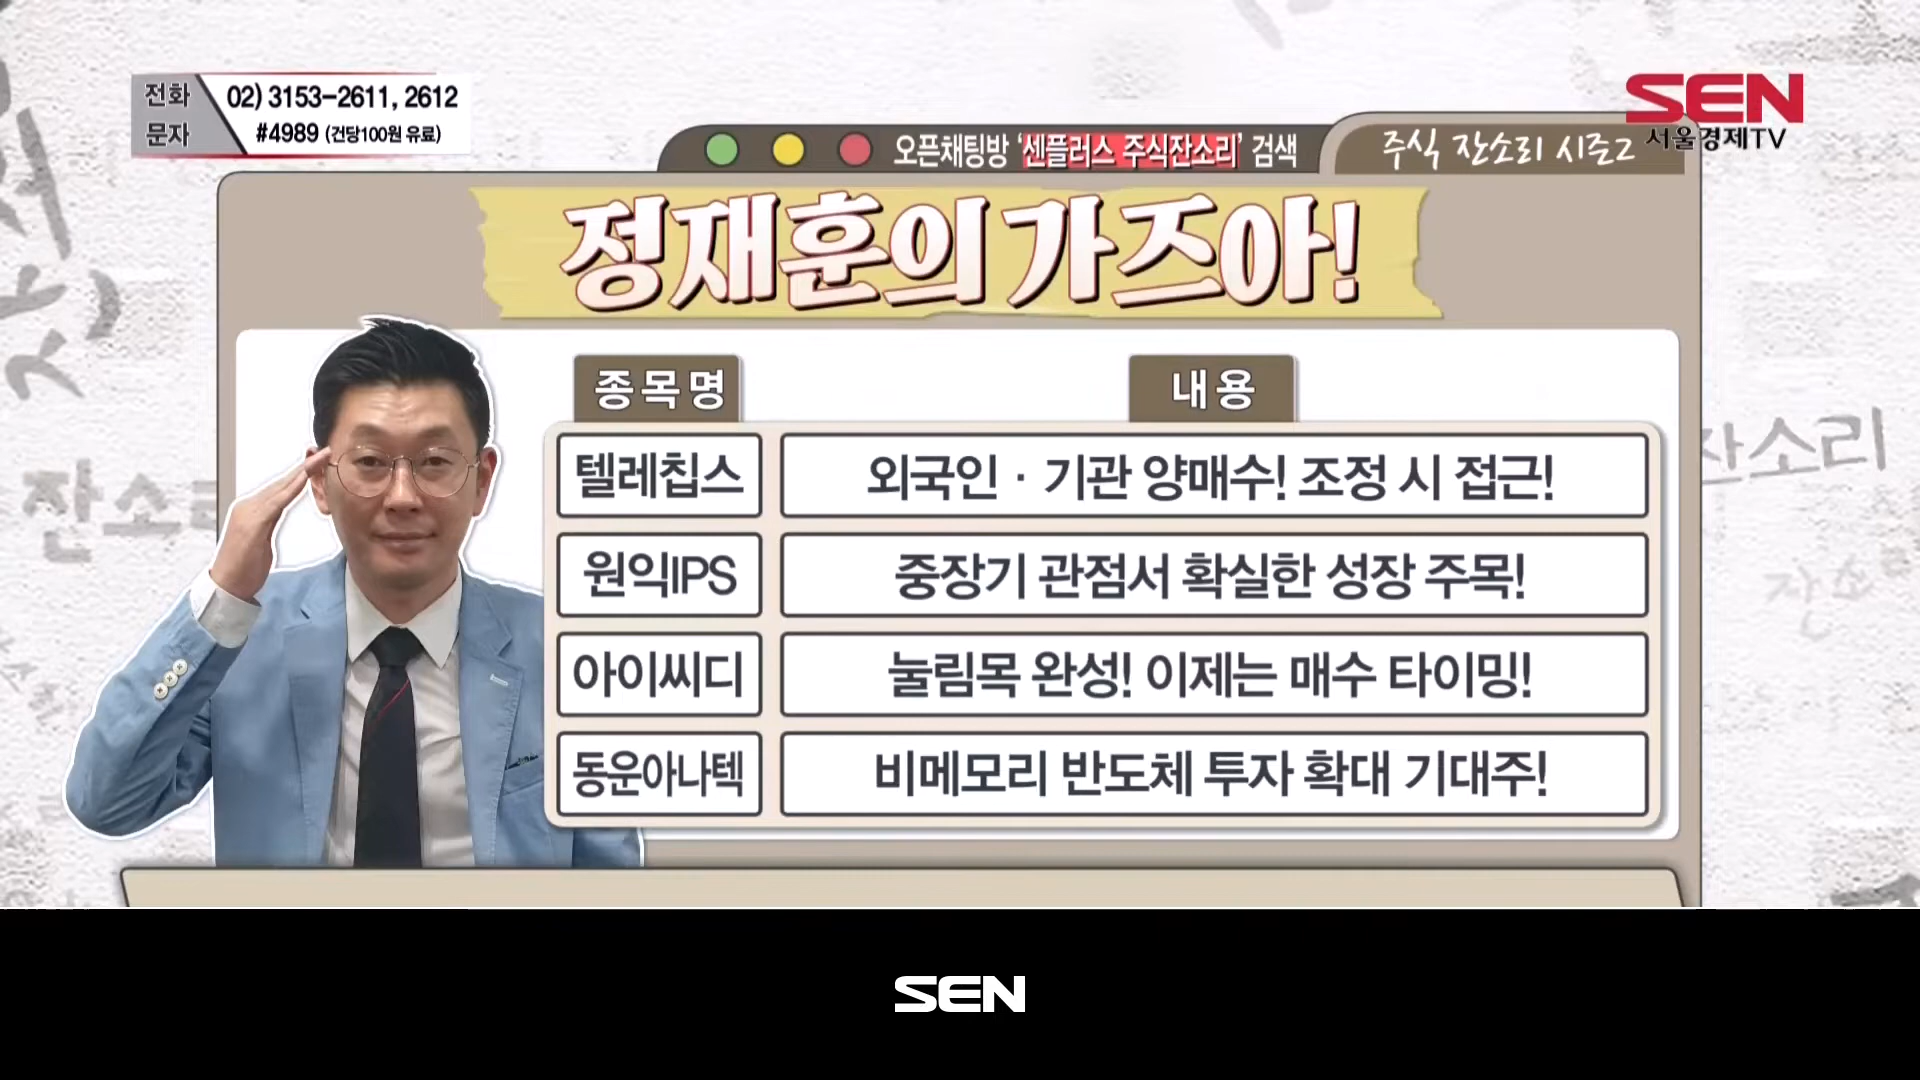 전화 02) 3153-2611, 2612
문자 #4989 (건당100원 유료)
SEN
서울경제TV
오픈채팅방 '센플러스 주식잔소리' 검색
주식 잔소리 시즌2
정재훈의 가즈아!
종목명 내용
텔레칩스 외국인 · 기관 양매수! 조정 시 접근!
원익IPS 중장기 관점서 확실한 성장 주목!
아이씨디 눌림목 완성! 이제는 매수 타이밍!
동운아나텍 비메모리 반도체 투자 확대 기대주!
잔소리
잔소리
SEN